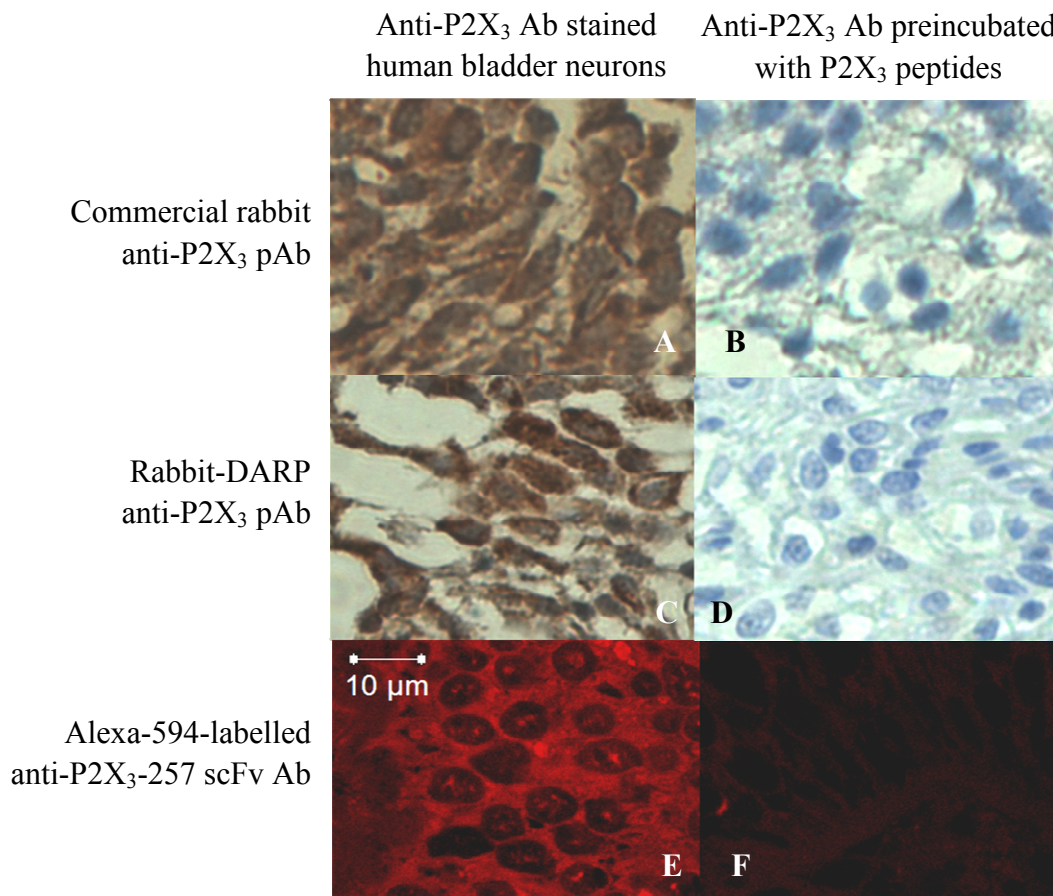 Anti-P2X₃ Ab stained
human bladder neurons
Anti-P2X₃ Ab preincubated
with P2X₃ peptides
Commercial rabbit
anti-P2X₃ pAb
A
B
Rabbit-DARP
anti-P2X₃ pAb
C
D
Alexa-594-labelled
anti-P2X₃-257 scFv Ab
10 µm
E
F